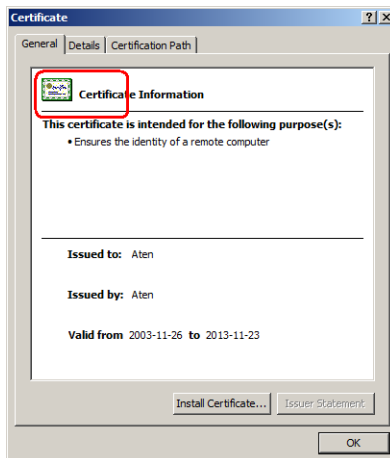 Certificate
General Details Certification Path
Certificate Information
This certificate is intended for the following purpose(s):
• Ensures the identity of a remote computer
Issued to: Aten
Issued by: Aten
Valid from 2003-11-26 to 2013-11-23
Install Certificate... Issuer Statement
OK